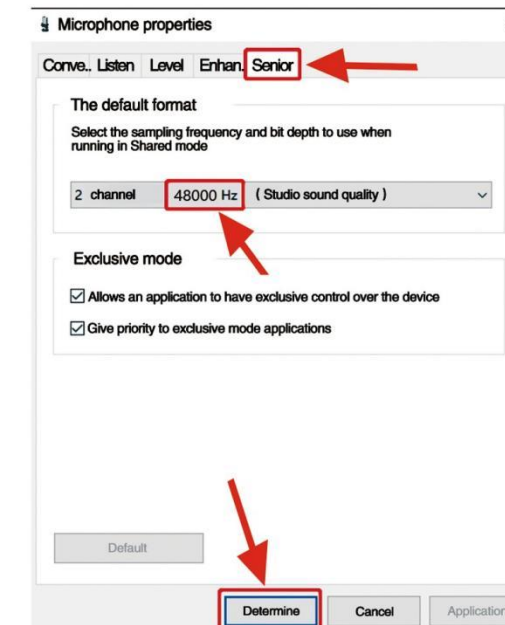 Microphone properties
Conve.. Listen Level Enhan. Senior
The default format
Select the sampling frequency and bit depth to use when
running in Shared mode
2 channel 48000 Hz ( Studio sound quality )
Exclusive mode
Allows an application to have exclusive control over the device
Give priority to exclusive mode applications
Default
Determine Cancel Application